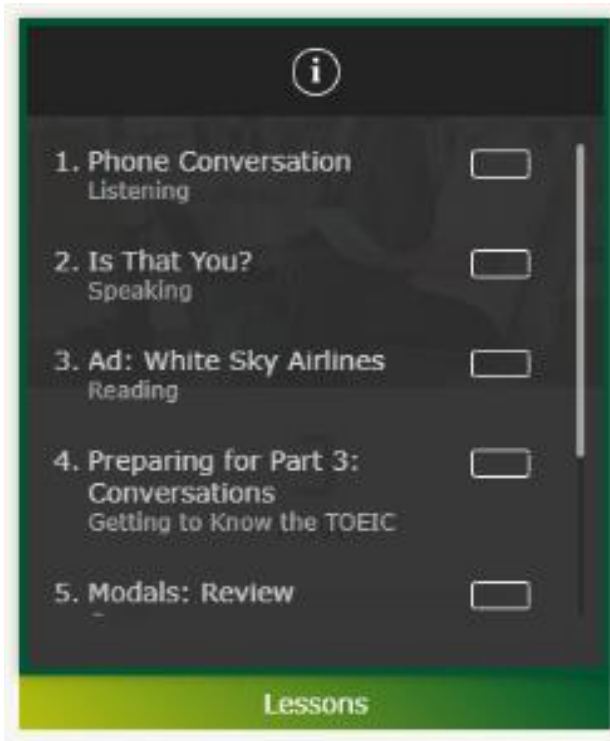 i
1. Phone Conversation
Listening
2. Is That You?
Speaking
3. Ad: White Sky Airlines
Reading
4. Preparing for Part 3:
Conversations
Getting to Know the TOEIC
5. Modals: Review
Lessons